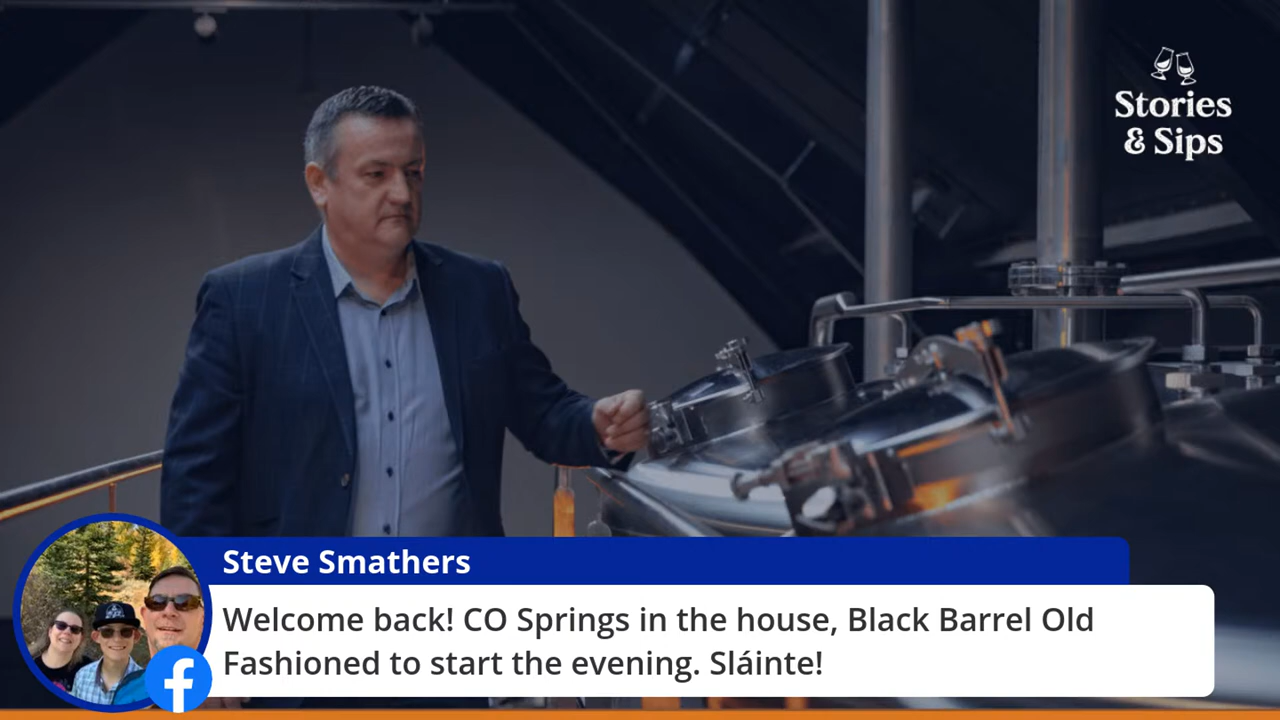 Stories
& Sips
Steve Smathers
Welcome back! CO Springs in the house, Black Barrel Old
Fashioned to start the evening. Sláinte!